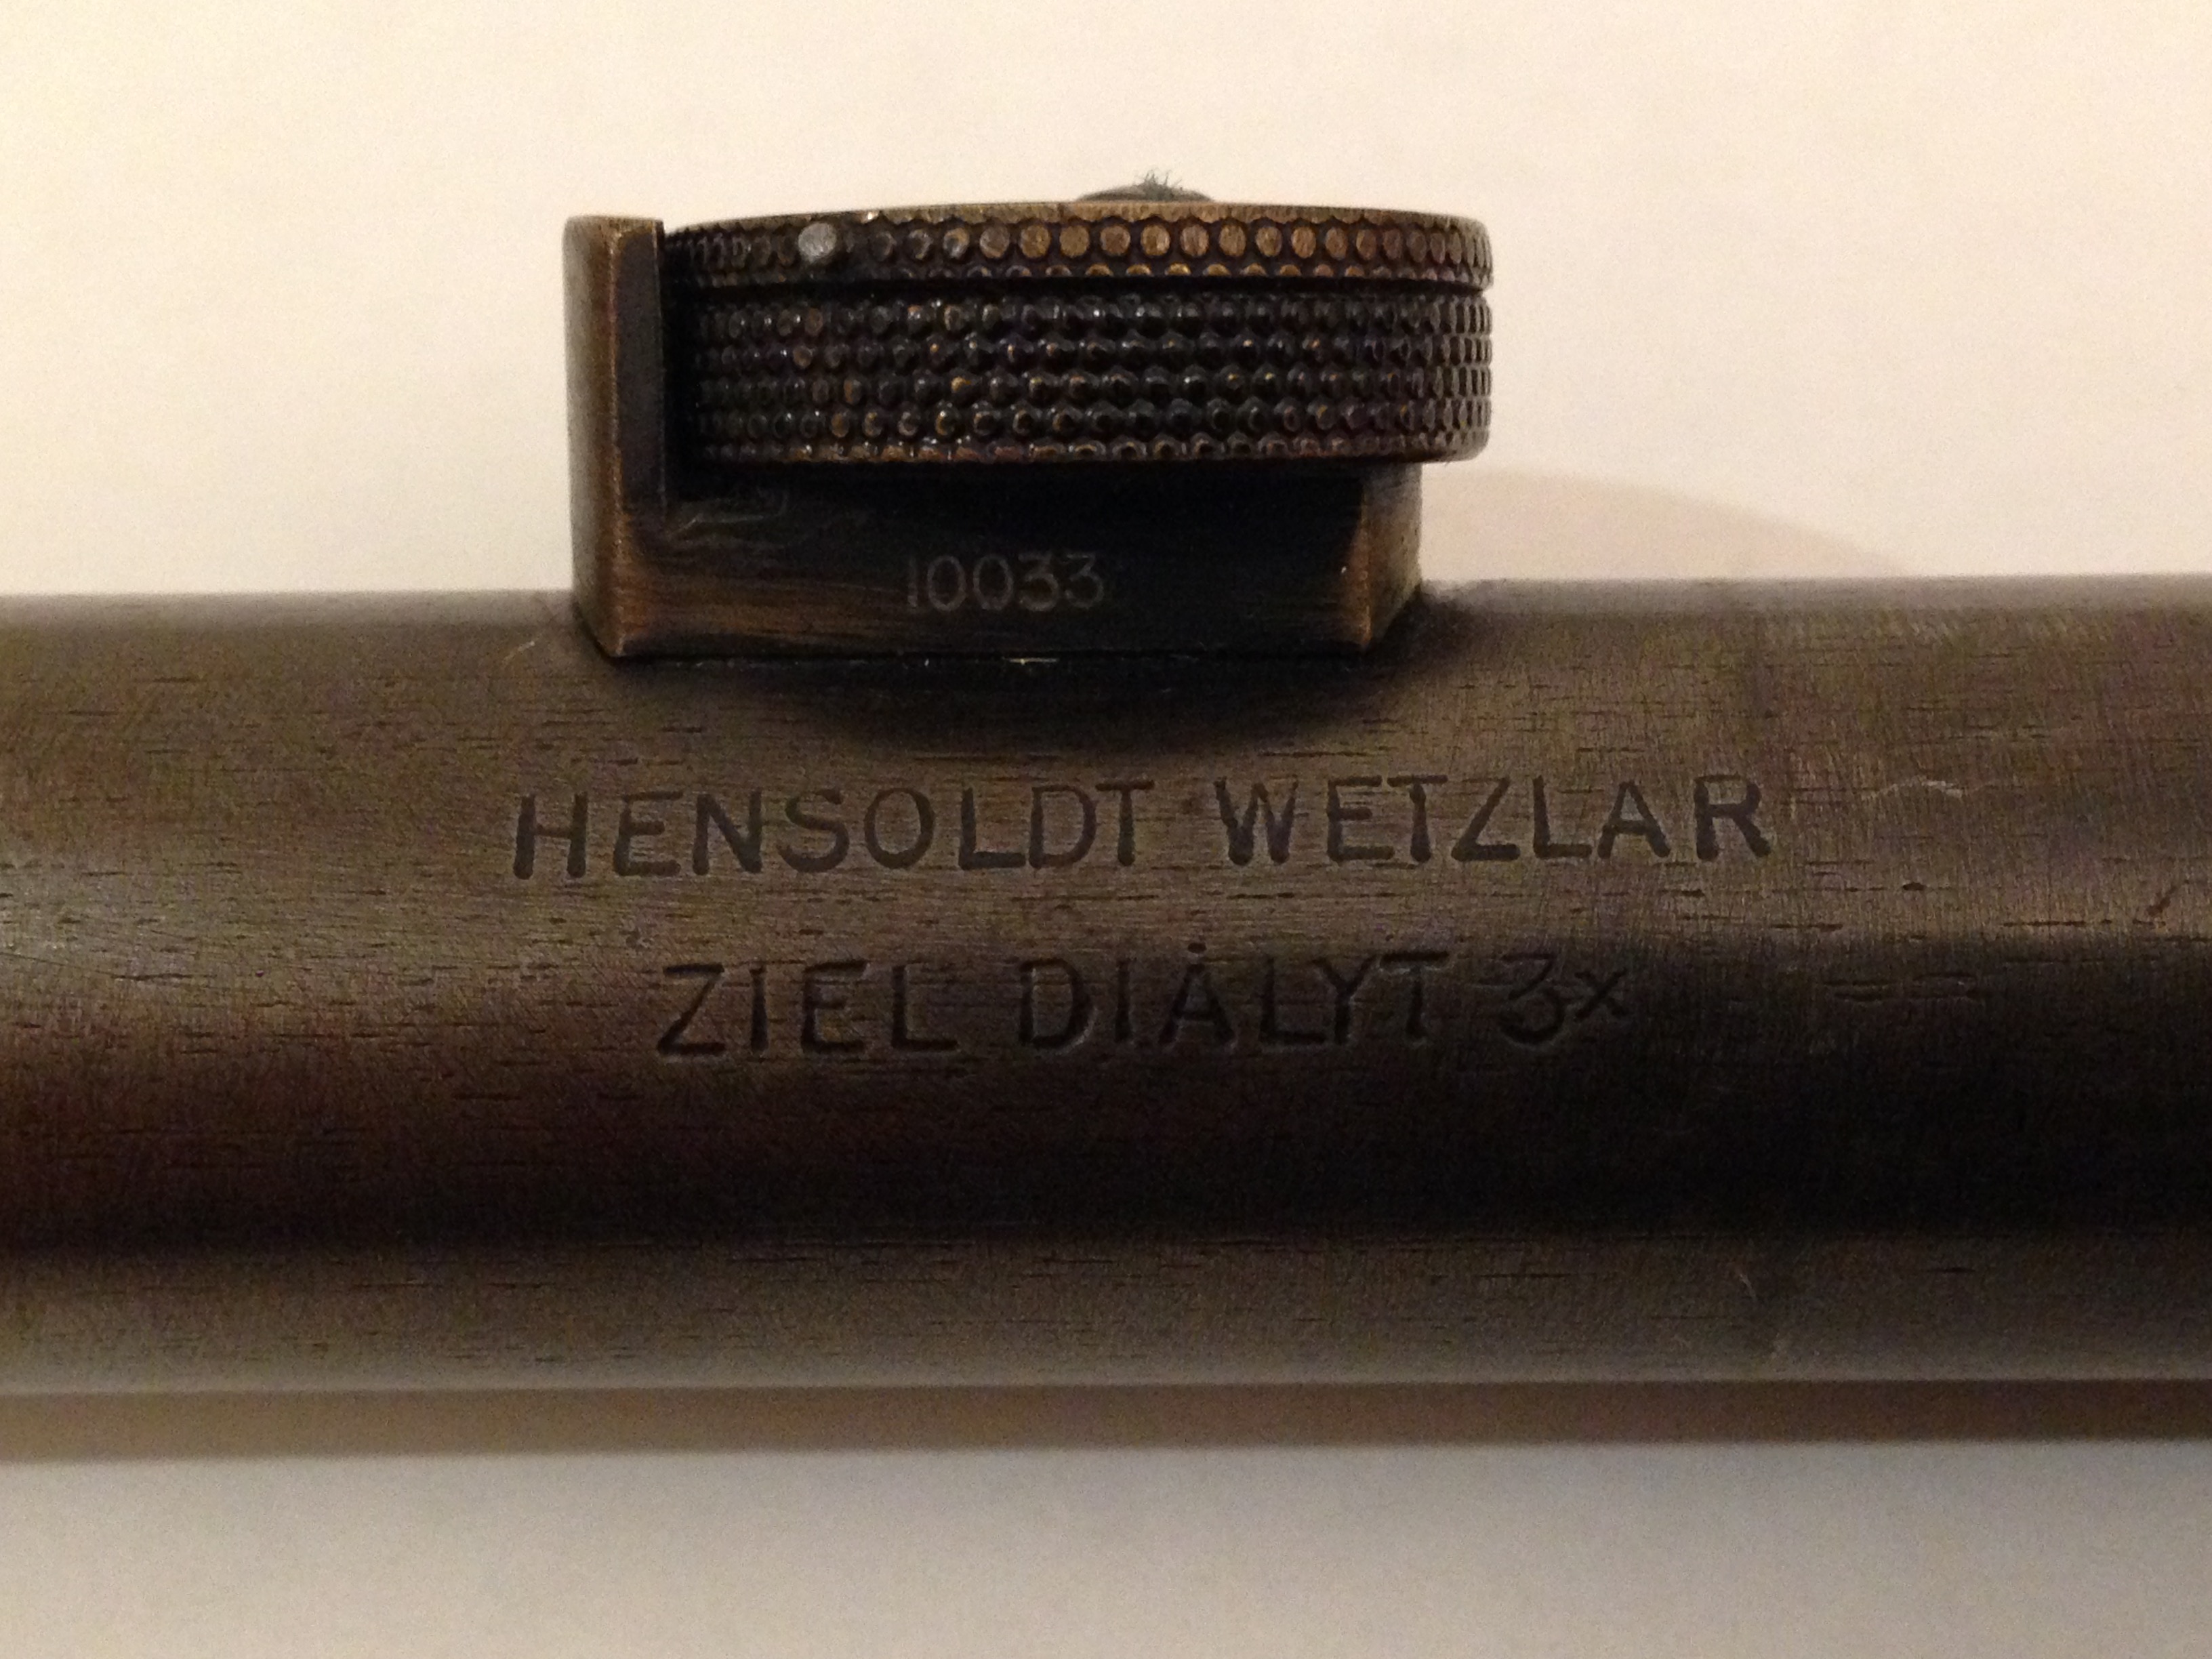 10033
HENSOLDT WETZLAR
ZIEL DIALYT 3x